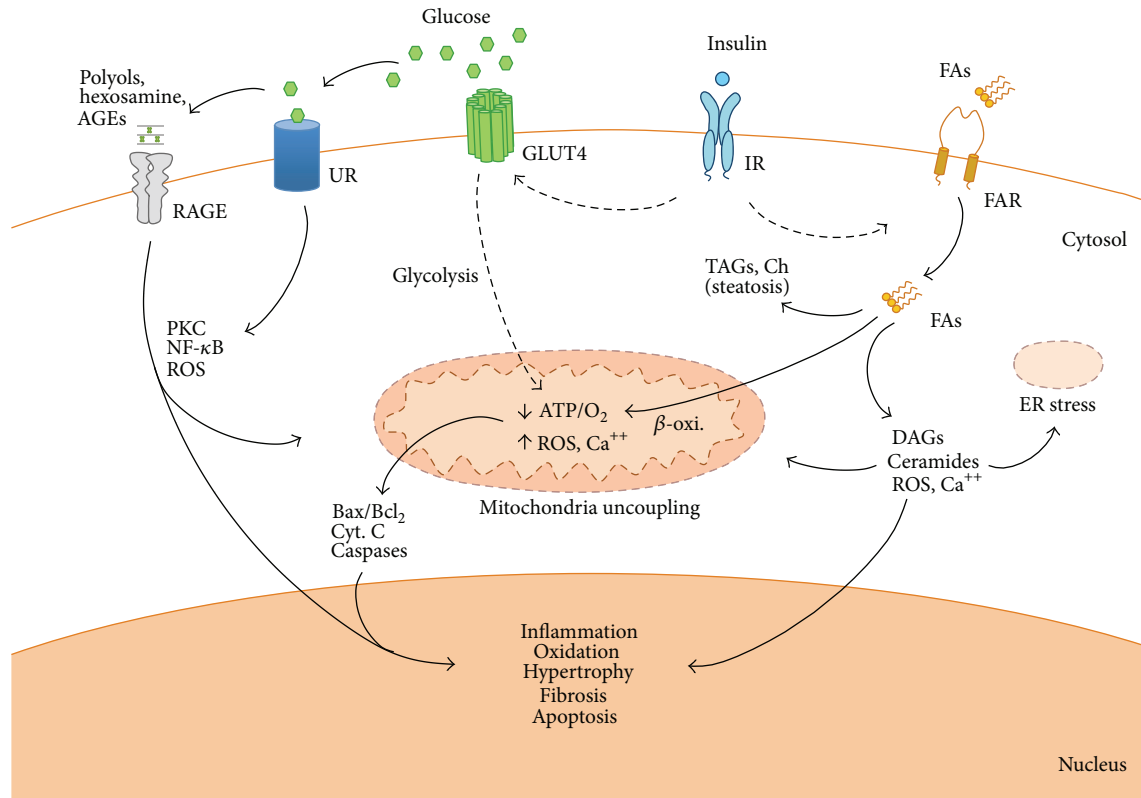 Glucose
Insulin
FAs
Polyols,
hexosamine,
AGEs
GLUT4
UR
IR
RAGE
FAR
Cytosol
Glycolysis
TAGs, Ch
(steatosis)
FAs
PKC
NF-κB
ROS
ER stress
↓ ATP/O₂
β-oxi.
↑ ROS, Ca⁺⁺
DAGs
Ceramides
ROS, Ca⁺⁺
Mitochondria uncoupling
Bax/Bcl₂
Cyt. C
Caspases
Inflammation
Oxidation
Hypertrophy
Fibrosis
Apoptosis
Nucleus